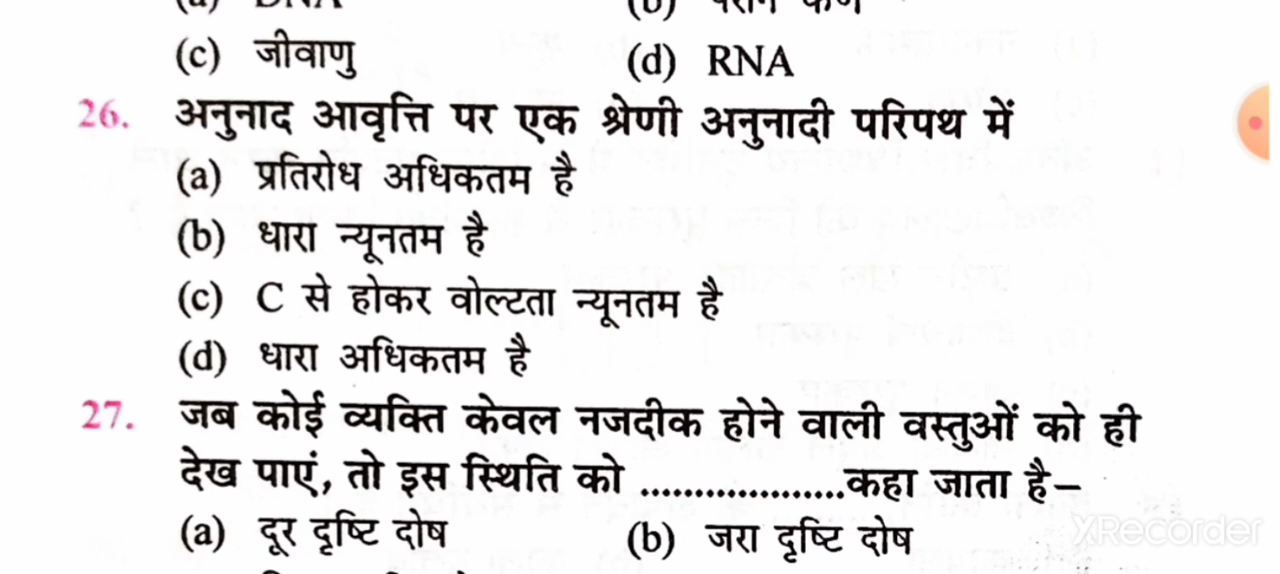 (a) DNA (b)
(c) जीवाणु (d) RNA
26. अनुनाद आवृत्ति पर एक श्रेणी अनुनादी परिपथ में
(a) प्रतिरोध अधिकतम है
(b) धारा न्यूनतम है
(c) C से होकर वोल्टता न्यूनतम है
(d) धारा अधिकतम है
27. जब कोई व्यक्ति केवल नजदीक होने वाली वस्तुओं को ही
देख पाएं, तो इस स्थिति को ....................कहा जाता है–
(a) दूर दृष्टि दोष (b) जरा दृष्टि दोष
XRecorder